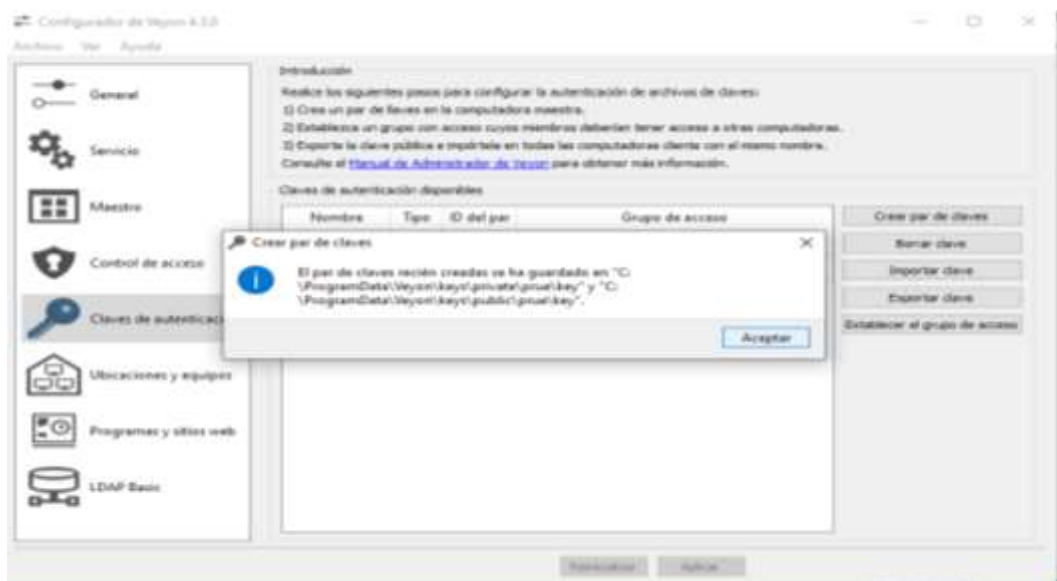 Configurador de Veyon 4.3.0
Archivo Ver Ayuda
General
Servicio
Maestro
Control de acceso
Claves de autenticac
Ubicaciones y equipos
Programas y sitios web
LDAP Basic
Introducción
Realice los siguientes pasos para configurar la autenticación de archivos de claves:
1) Crea un par de llaves en la computadora maestra.
2) Establezca un grupo con acceso cuyos miembros deberían tener acceso a otras computadoras.
3) Exporte la clave pública e impórtela en todas las computadoras cliente con el mismo nombre.
Consulte el Manual de Administrador de Veyon para obtener más información.
Claves de autenticación disponibles
Nombre Tipo ID del par Grupo de acceso
Crear par de claves
Borrar clave
Importar clave
Exportar clave
Establecer el grupo de acceso
Crear par de claves
El par de claves recién creadas se ha guardado en "C:
\ProgramData\Veyon\keys\private\prue\key" y "C:
\ProgramData\Veyon\keys\public\prue\key".
Aceptar
Aplicar